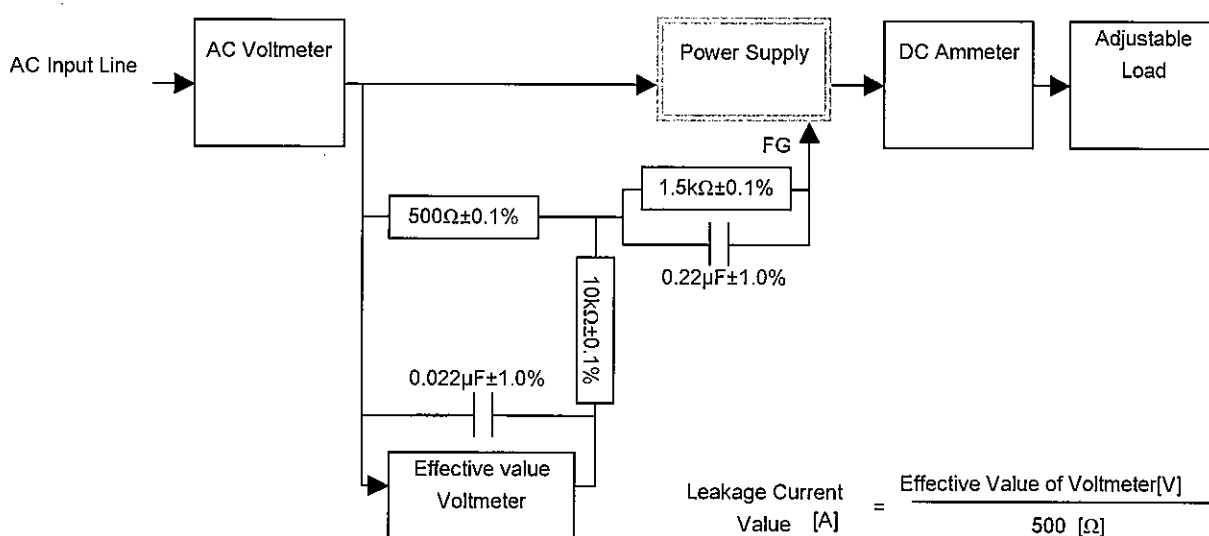 AC Input Line
AC Voltmeter
Power Supply
DC Ammeter
Adjustable
Load
FG
1.5kΩ±0.1%
500Ω±0.1%
0.22µF±1.0%
10kΩ±0.1%
0.022µF±1.0%
Effective value
Voltmeter
Leakage Current
Value [A]
=
Effective Value of Voltmeter[V]
500 [Ω]